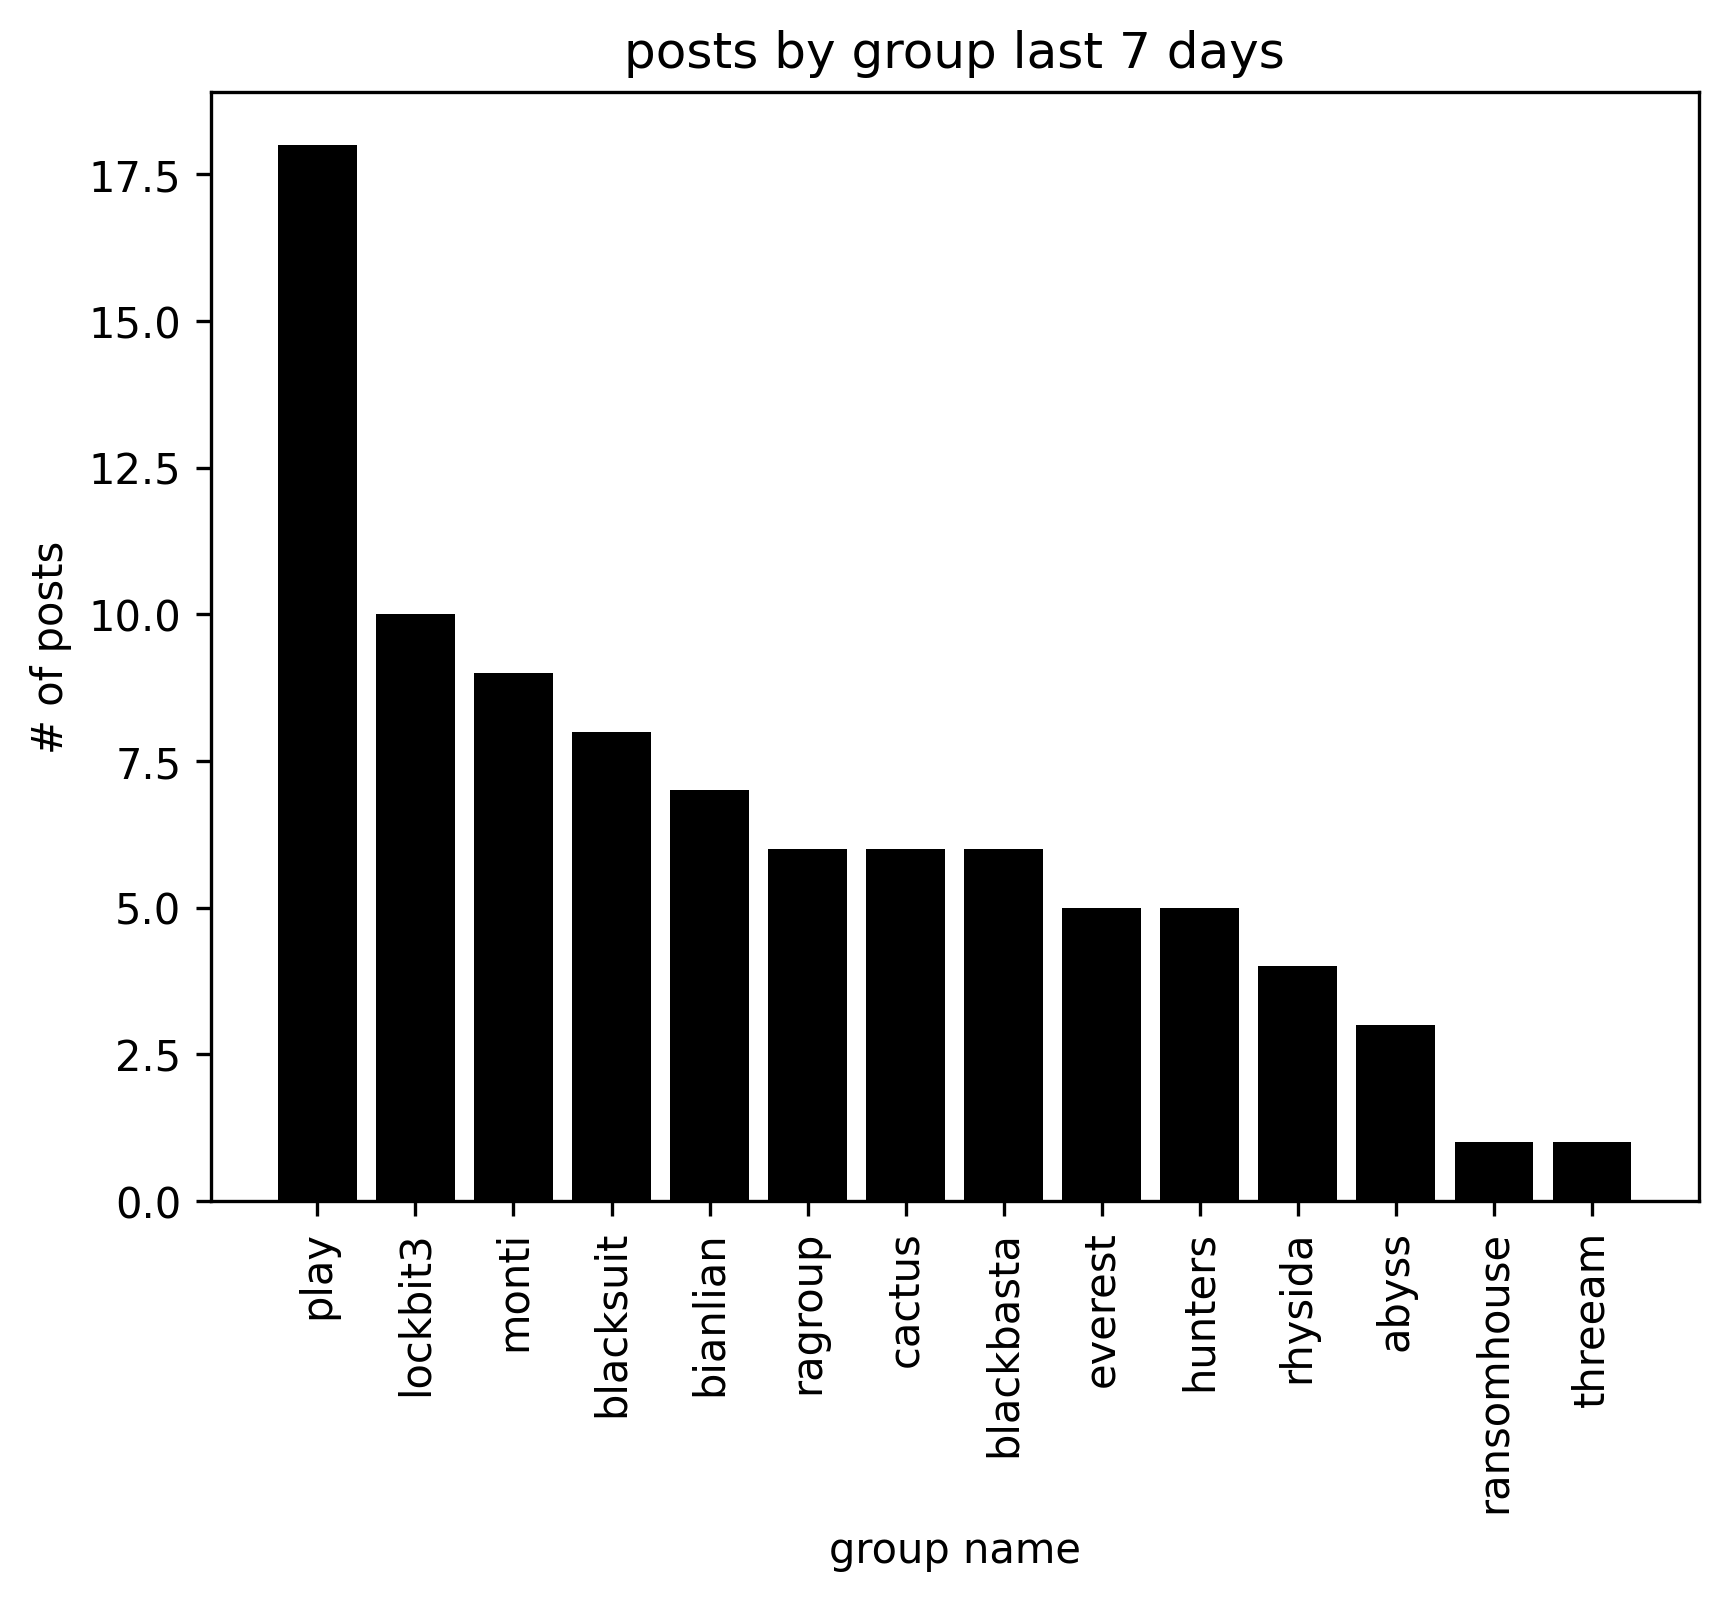 posts by group last 7 days
17.5
15.0
12.5
10.0
7.5
5.0
2.5
0.0
# of posts
play
lockbit3
monti
blacksuit
bianlian
ragroup
cactus
blackbasta
everest
hunters
rhysida
abyss
ransomhouse
threeam
group name